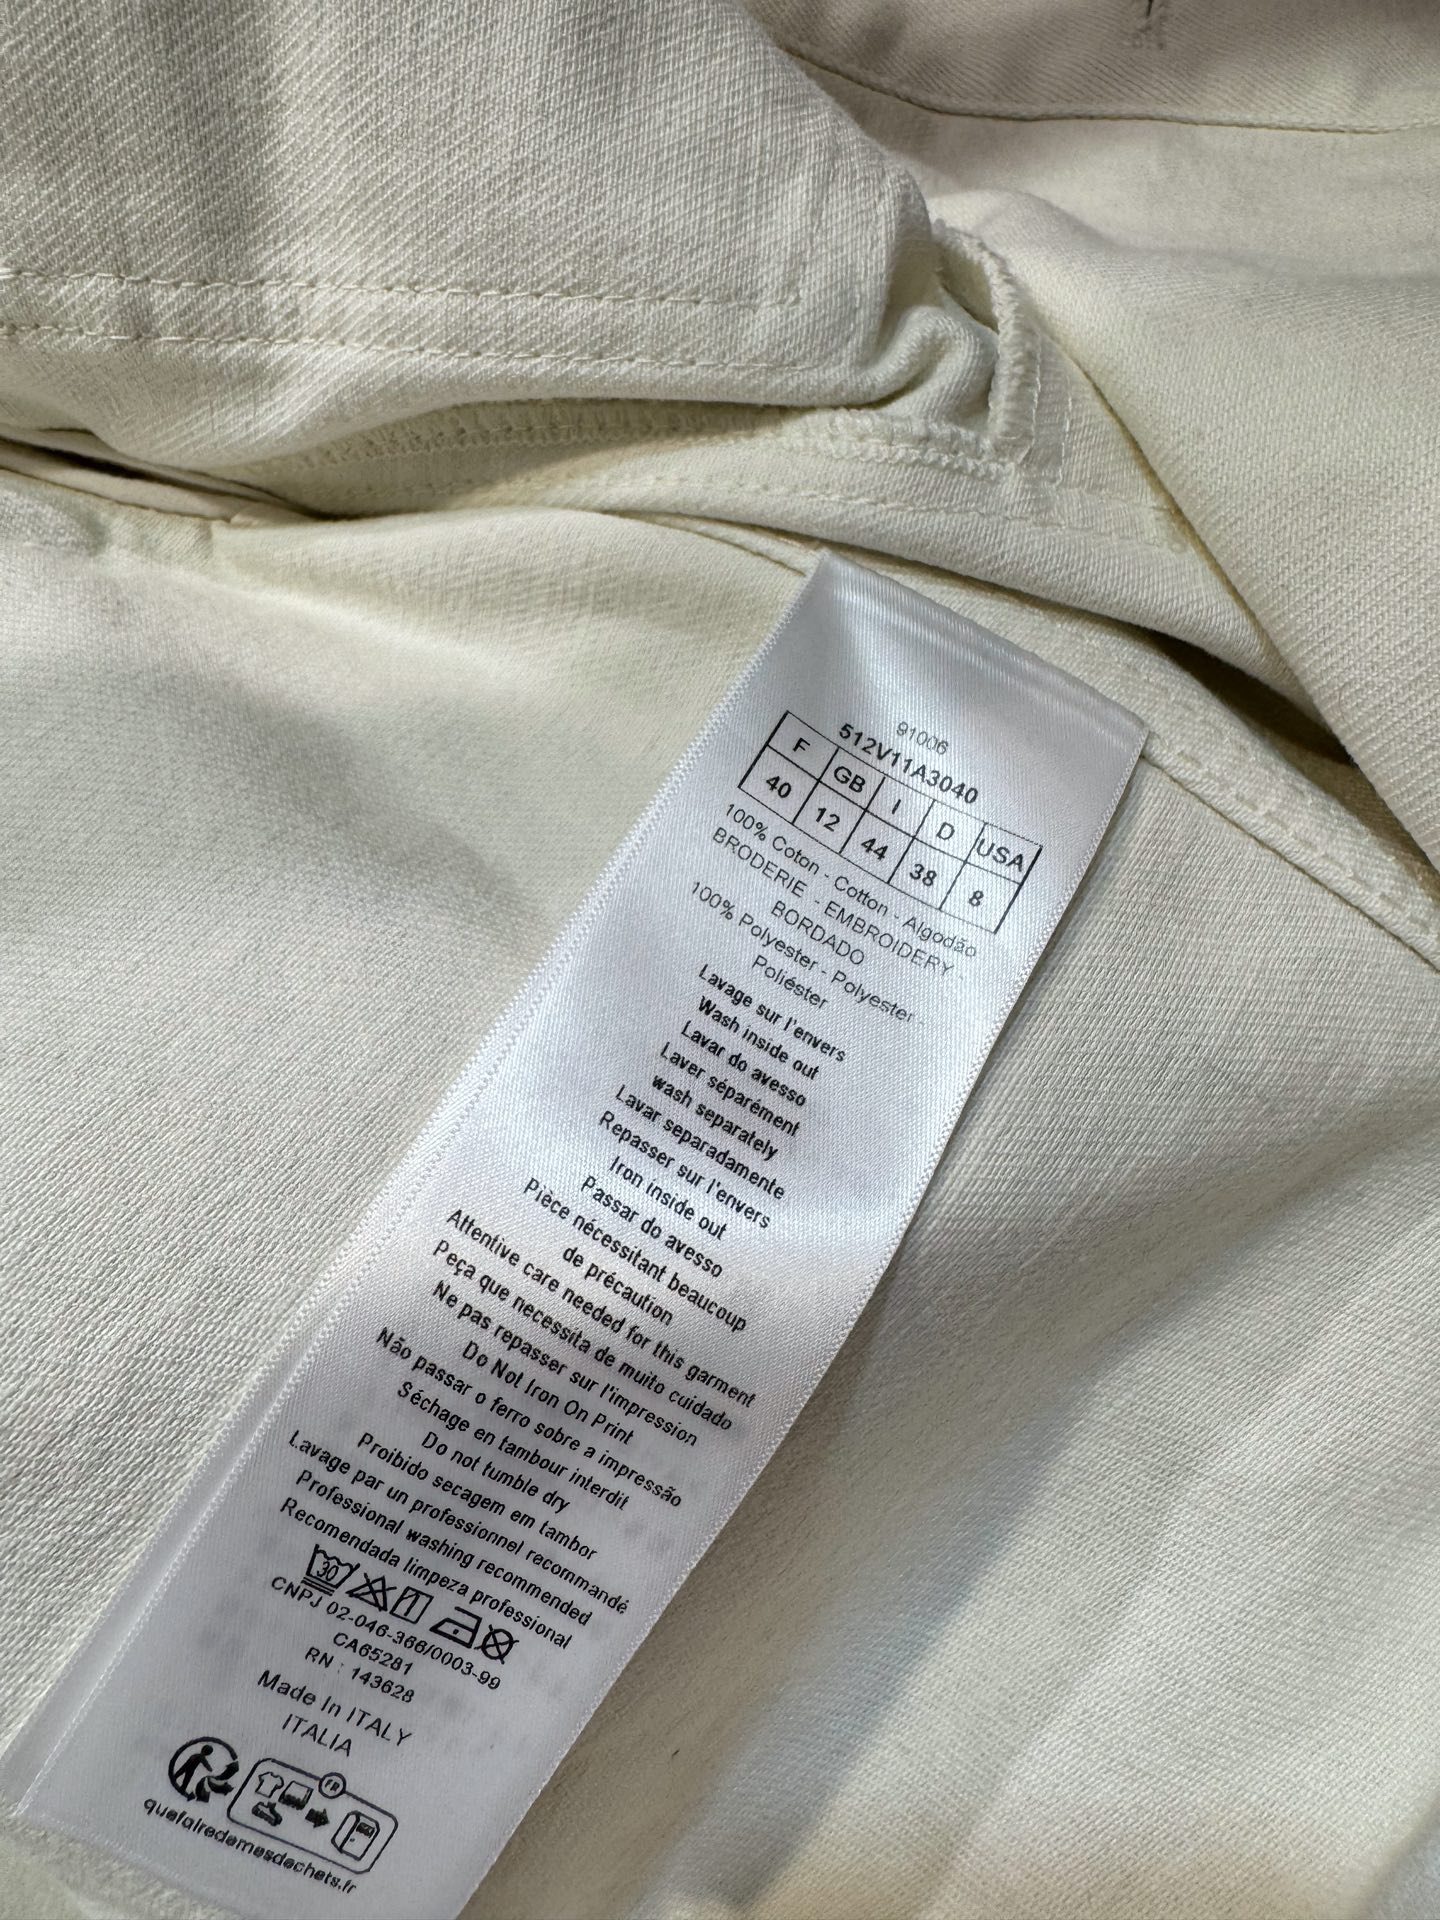 91006
512V11A3040
F GB I D USA
40 12 44 38 8
100% Coton - Cotton - Algodão
BRODERIE - EMBROIDERY -
BORDADO
100% Polyester - Polyester -
Poliéster
Lavage sur l'envers
Wash inside out
Lavar do avesso
Laver séparément
wash separately
Lavar separadamente
Repasser sur l'envers
Iron inside out
Passar do avesso
Pièce nécessitant beaucoup
de précaution
Attentive care needed for this garment
Peça que necessita de muito cuidado
Ne pas repasser sur l'impression
Do Not Iron On Print
Não passar o ferro sobre a impressão
Séchage en tambour interdit
Do not tumble dry
Proibido secagem em tambor
Lavage par un professionnel recommandé
Professional washing recommended
Recomendada limpeza professional
30
CNPJ 02-046-366/0003-99
CA65281
RN : 143628
Made In ITALY
ITALIA
FR
quefairedemesdechets.fr